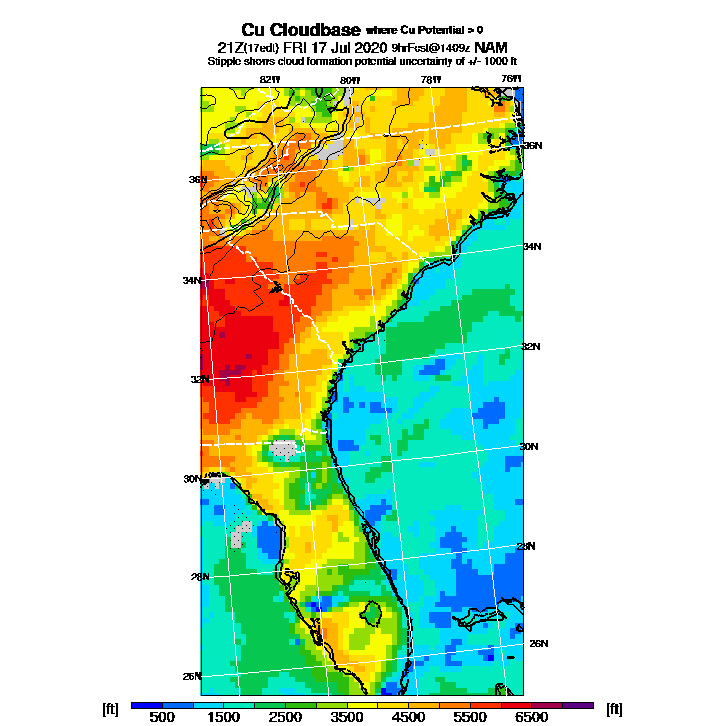 Cu Cloudbase where Cu Potential > 0
21Z(17edt) FRI 17 Jul 2020 9hrFcst@1409z NAM
Stipple shows cloud formation potential uncertainty of +/- 1000 ft
82W 80W 78W 76W
36N
36N
34N
34N
32N
32N
30N
30N
28N
28N
26N
26N
[ft] 500 1500 2500 3500 4500 5500 6500 [ft]